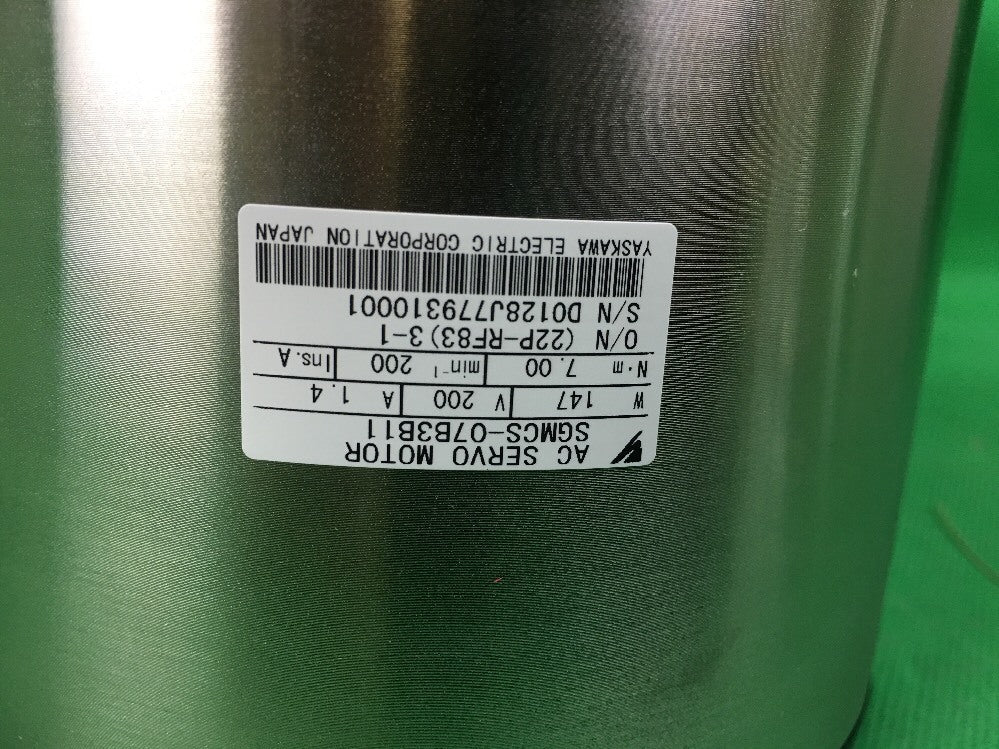 AC SERVO MOTOR
SGMCS-07B3B11
W 147 V 200 A 1.4
N·m 7.00 min⁻¹ 200 Ins. A
O/N (22P-RF83)3-1
S/N D0128J779310001
YASKAWA ELECTRIC CORPORATION JAPAN